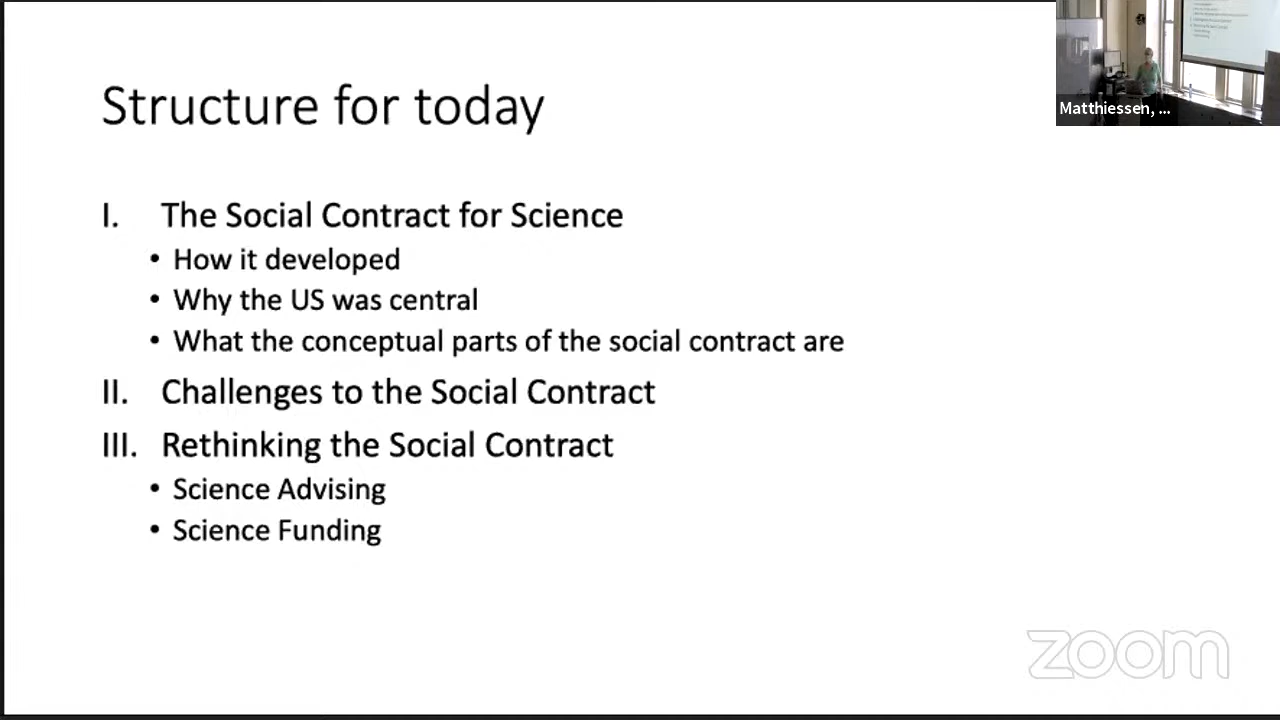 Structure for today
Matthiessen, ...
I. The Social Contract for Science
• How it developed
• Why the US was central
• What the conceptual parts of the social contract are
II. Challenges to the Social Contract
III. Rethinking the Social Contract
• Science Advising
• Science Funding
zoom